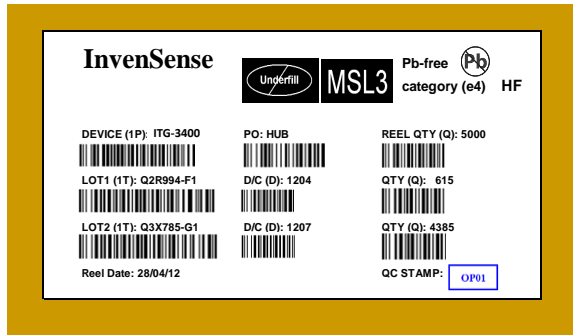 InvenSense
Underfill
MSL3
Pb-free Pb
category (e4) HF
DEVICE (1P): ITG-3400 PO: HUB REEL QTY (Q): 5000
LOT1 (1T): Q2R994-F1 D/C (D): 1204 QTY (Q): 615
LOT2 (1T): Q3X785-G1 D/C (D): 1207 QTY (Q): 4385
Reel Date: 28/04/12 QC STAMP: OP01